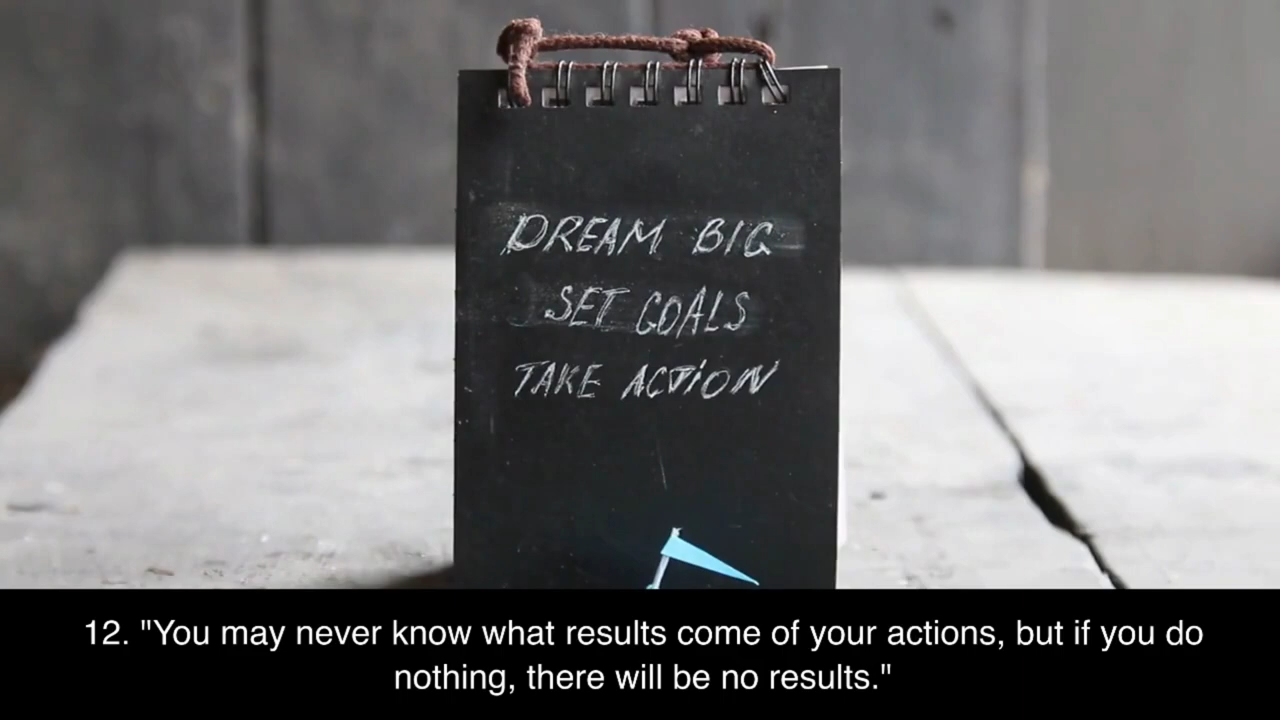 DREAM BIG
SET GOALS
TAKE ACTION
12. "You may never know what results come of your actions, but if you do
nothing, there will be no results."